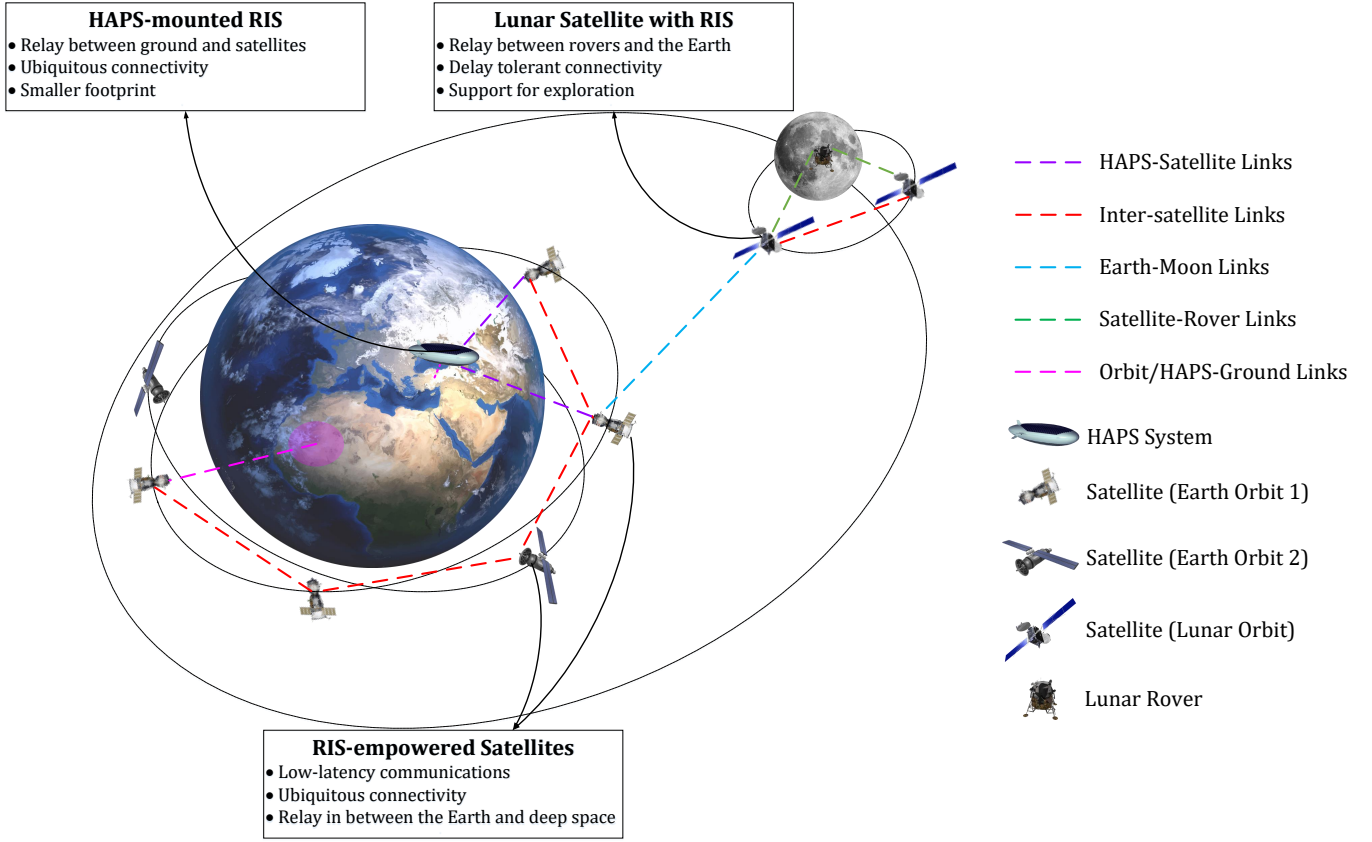 HAPS-mounted RIS
• Relay between ground and satellites
• Ubiquitous connectivity
• Smaller footprint
Lunar Satellite with RIS
• Relay between rovers and the Earth
• Delay tolerant connectivity
• Support for exploration
HAPS-Satellite Links
Inter-satellite Links
Earth-Moon Links
Satellite-Rover Links
Orbit/HAPS-Ground Links
HAPS System
Satellite (Earth Orbit 1)
Satellite (Earth Orbit 2)
Satellite (Lunar Orbit)
Lunar Rover
RIS-empowered Satellites
• Low-latency communications
• Ubiquitous connectivity
• Relay in between the Earth and deep space